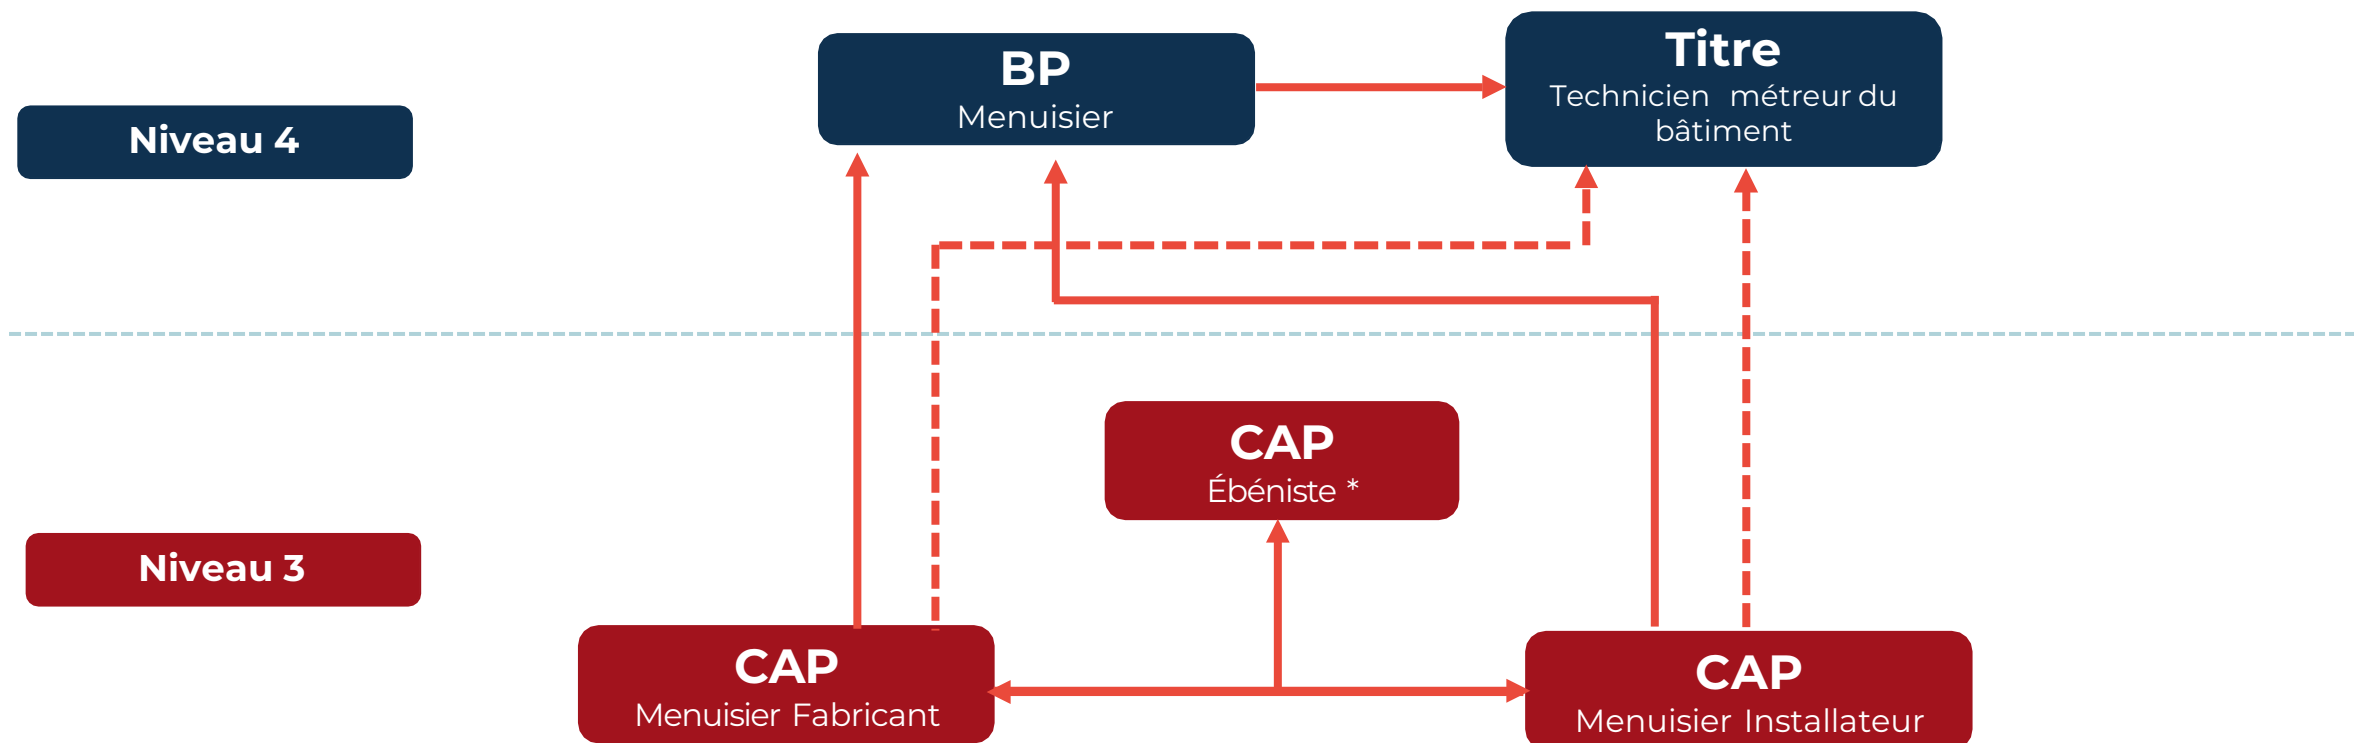 BP
Menuisier
Titre
Technicien métreur du
bâtiment
Niveau 4
CAP
Ébéniste *
Niveau 3
CAP
Menuisier Fabricant
CAP
Menuisier Installateur